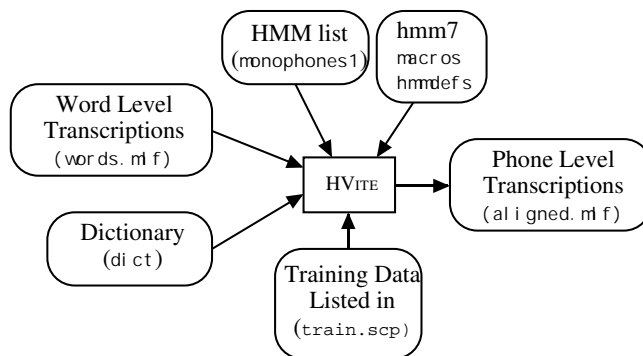 HMM list
(monophones1)
hmm7
macros
hmmdefs
Word Level
Transcriptions
(words.mlf)
HVITE
Phone Level
Transcriptions
(aligned.mlf)
Dictionary
(dict)
Training Data
Listed in
(train.scp)